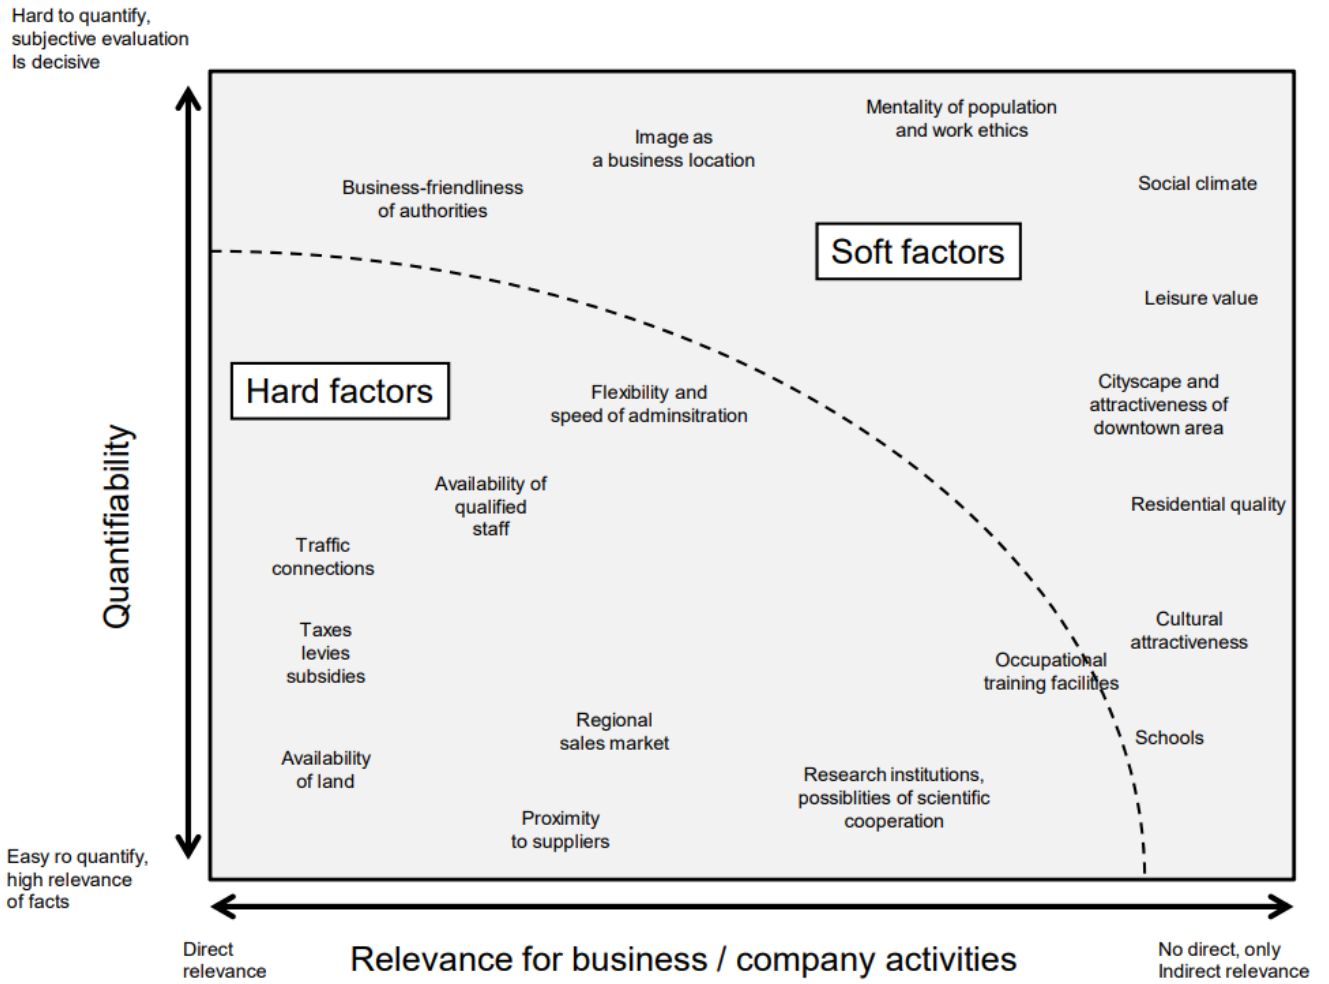 Hard to quantify,
subjective evaluation
Is decisive
Mentality of population
and work ethics
Image as
a business location
Social climate
Business-friendliness
of authorities
Soft factors
Leisure value
Hard factors
Flexibility and
speed of adminsitration
Cityscape and
attractiveness of
downtown area
Quantifiability
Availability of
qualified
staff
Residential quality
Traffic
connections
Taxes
levies
subsidies
Cultural
attractiveness
Occupational
training facilities
Regional
sales market
Schools
Availability
of land
Research institutions,
possiblities of scientific
cooperation
Proximity
to suppliers
Easy ro quantify,
high relevance
of facts
Direct
relevance
Relevance for business / company activities
No direct, only
Indirect relevance